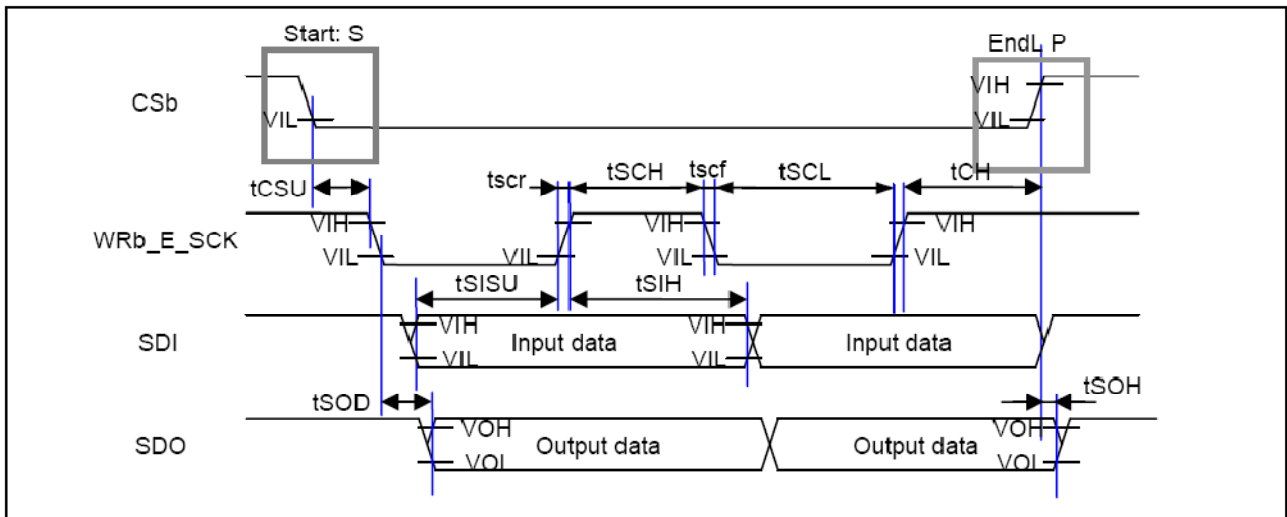 Start: S
EndL P
CSb
VIH
VIL
VIL
tCSU
tscr
tSCH
tscf
tSCL
tCH
WRb_E_SCK
VIH
VIH
VIH
VIL
VIL
VIL
VIL
tSISU
tSIH
SDI
VIH
VIH
Input data
Input data
VIL
VIL
tSOD
tSOH
SDO
VOH
VOH
Output data
Output data
VOL
VOL